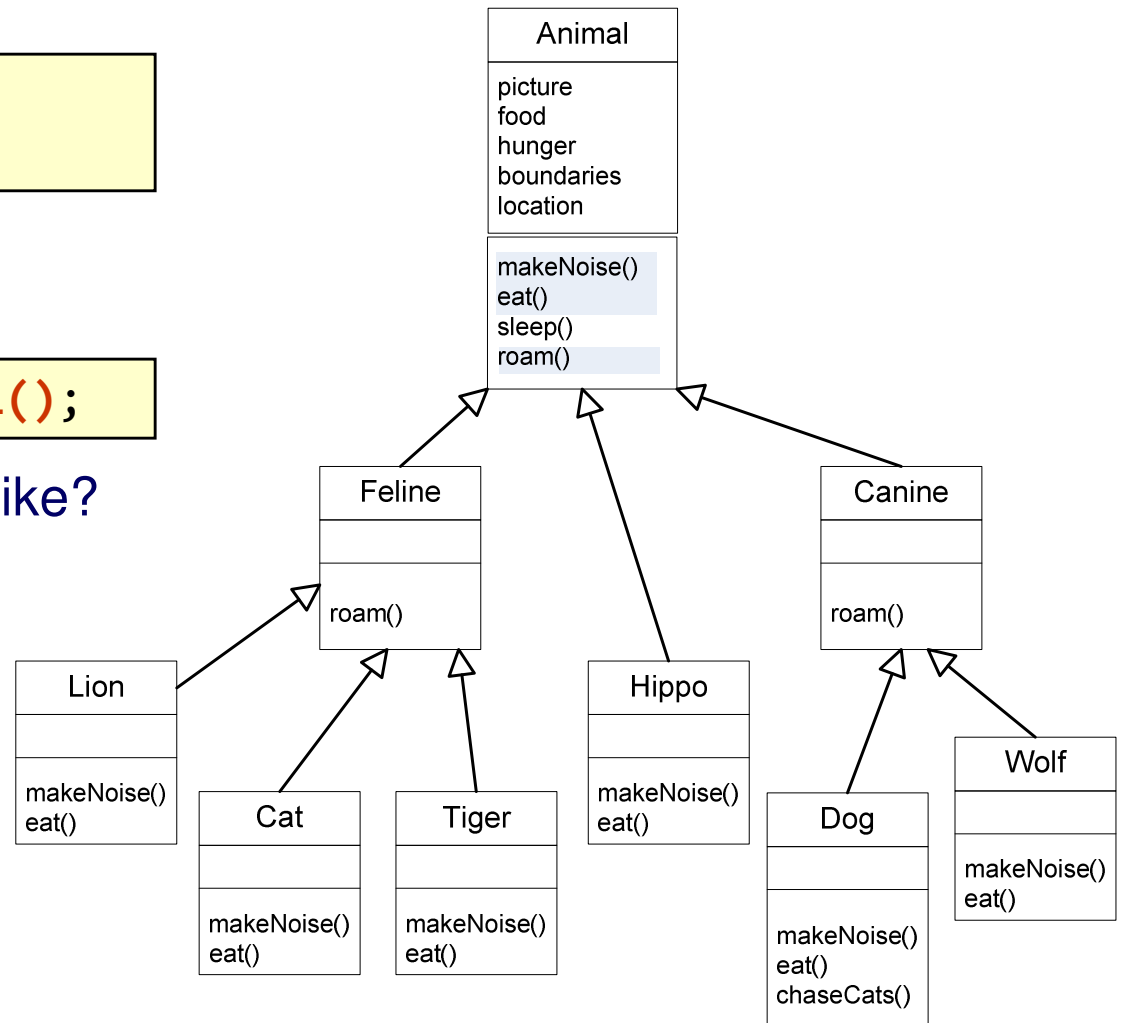 Animal
picture
food
hunger
boundaries
location
makeNoise()
eat()
sleep()
roam()
();
ike?
Feline
roam()
Canine
roam()
Lion
makeNoise()
eat()
Cat
makeNoise()
eat()
Tiger
makeNoise()
eat()
Hippo
makeNoise()
eat()
Dog
makeNoise()
eat()
chaseCats()
Wolf
makeNoise()
eat()